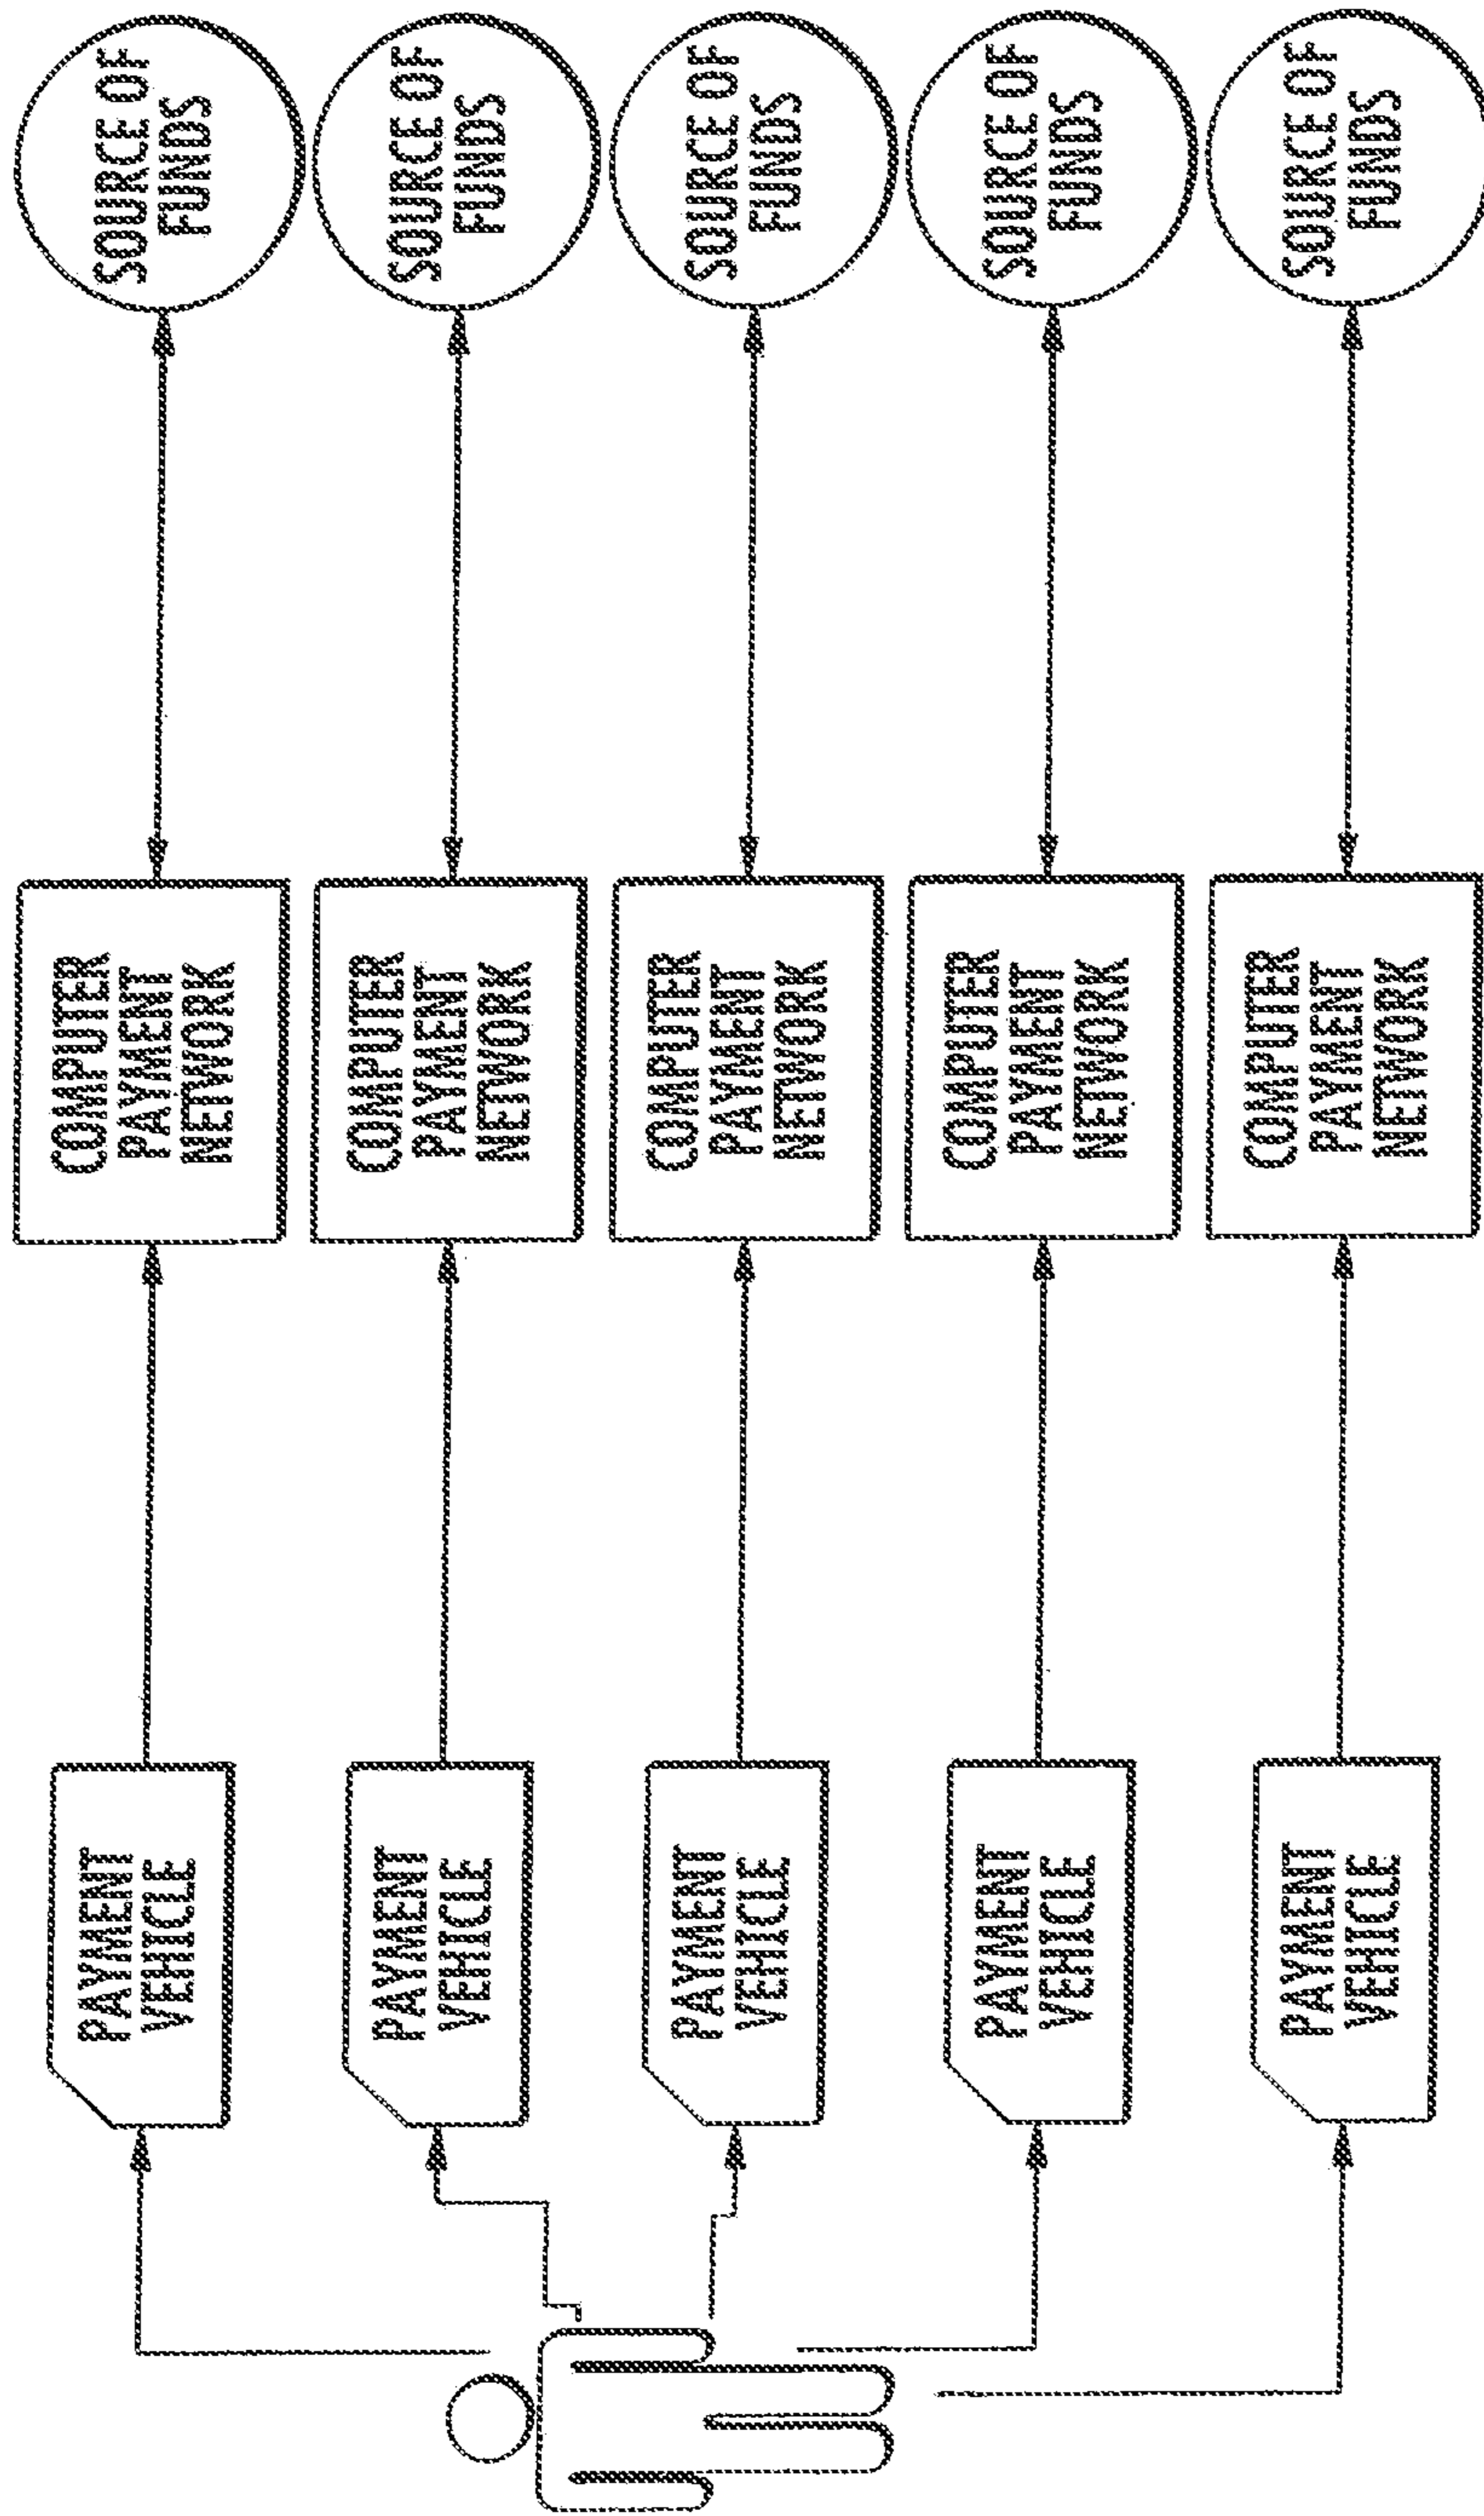 PAYMENT
VEHICLE
COMPUTER
PAYMENT
NETWORK
SOURCE OF
FUNDS
PAYMENT
VEHICLE
COMPUTER
PAYMENT
NETWORK
SOURCE OF
FUNDS
PAYMENT
VEHICLE
COMPUTER
PAYMENT
NETWORK
SOURCE OF
FUNDS
PAYMENT
VEHICLE
COMPUTER
PAYMENT
NETWORK
SOURCE OF
FUNDS
PAYMENT
VEHICLE
COMPUTER
PAYMENT
NETWORK
SOURCE OF
FUNDS